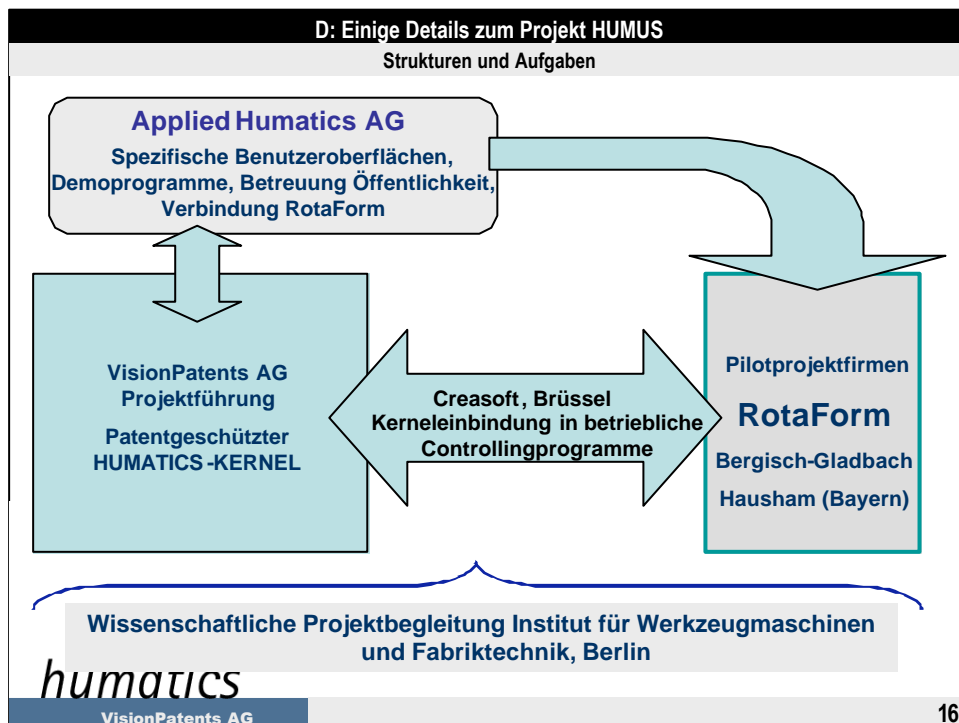 D: Einige Details zum Projekt HUMUS
Strukturen und Aufgaben
Applied Humatics AG
Spezifische Benutzeroberflächen,
Demoprogramme, Betreuung Öffentlichkeit,
Verbindung RotaForm
VisionPatents AG
Projektführung
Patentgeschützter
HUMATICS -KERNEL
Creasoft, Brüssel
Kerneleinbindung in betriebliche
Controllingprogramme
Pilotprojektfirmen
RotaForm
Bergisch-Gladbach
Hausham (Bayern)
Wissenschaftliche Projektbegleitung Institut für Werkzeugmaschinen
und Fabriktechnik, Berlin
humatics
VisionPatents AG
16